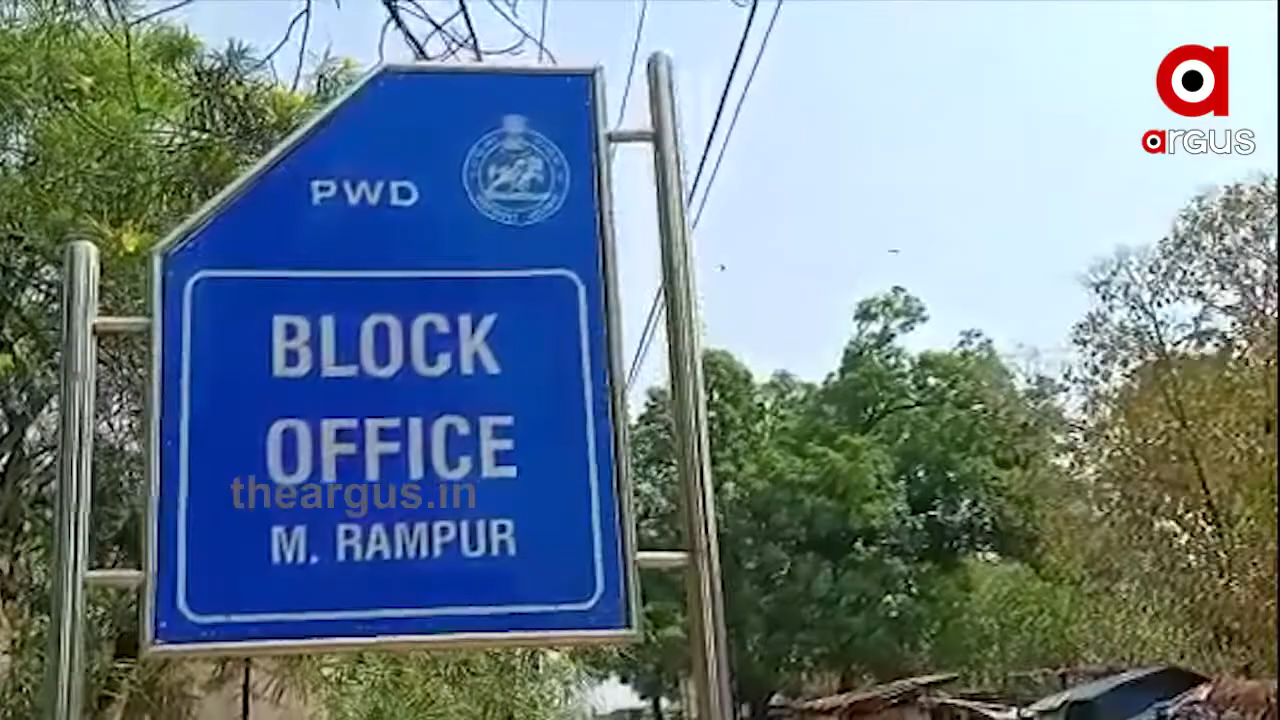 PWD
BLOCK
OFFICE
M. RAMPUR
theargus.in
argus